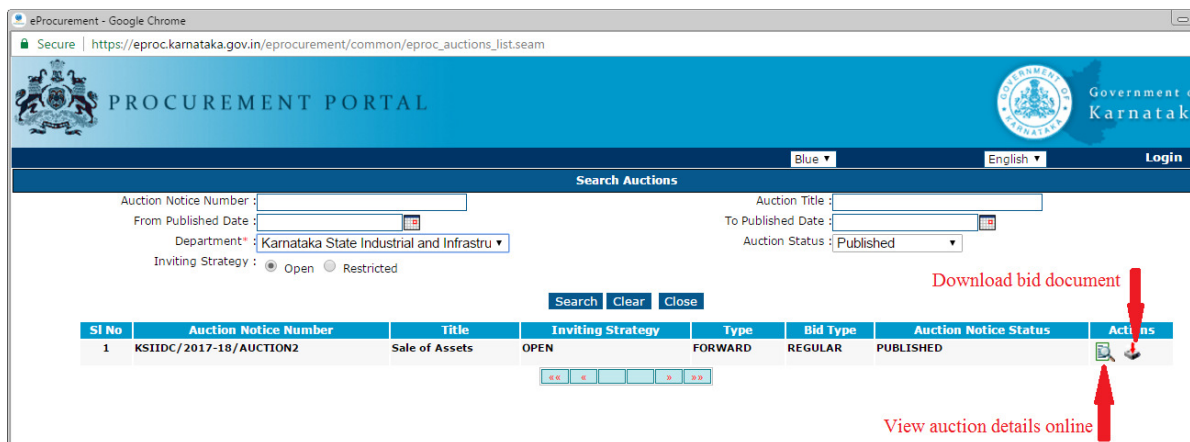 eProcurement - Google Chrome
Secure | https://eproc.karnataka.gov.in/eprocurement/common/eproc_auctions_list.seam
PROCUREMENT PORTAL
GOVERNMENT OF KARNATAKA
Government o
Karnatak
Blue English Login
Search Auctions
Auction Notice Number : Auction Title :
From Published Date : To Published Date :
Department* : Karnataka State Industrial and Infrastru Auction Status : Published
Inviting Strategy : Open Restricted
Download bid document
Search Clear Close
Sl No Auction Notice Number Title Inviting Strategy Type Bid Type Auction Notice Status Actions
1 KSIIDC/2017-18/AUCTION2 Sale of Assets OPEN FORWARD REGULAR PUBLISHED
«« « » »»
View auction details online